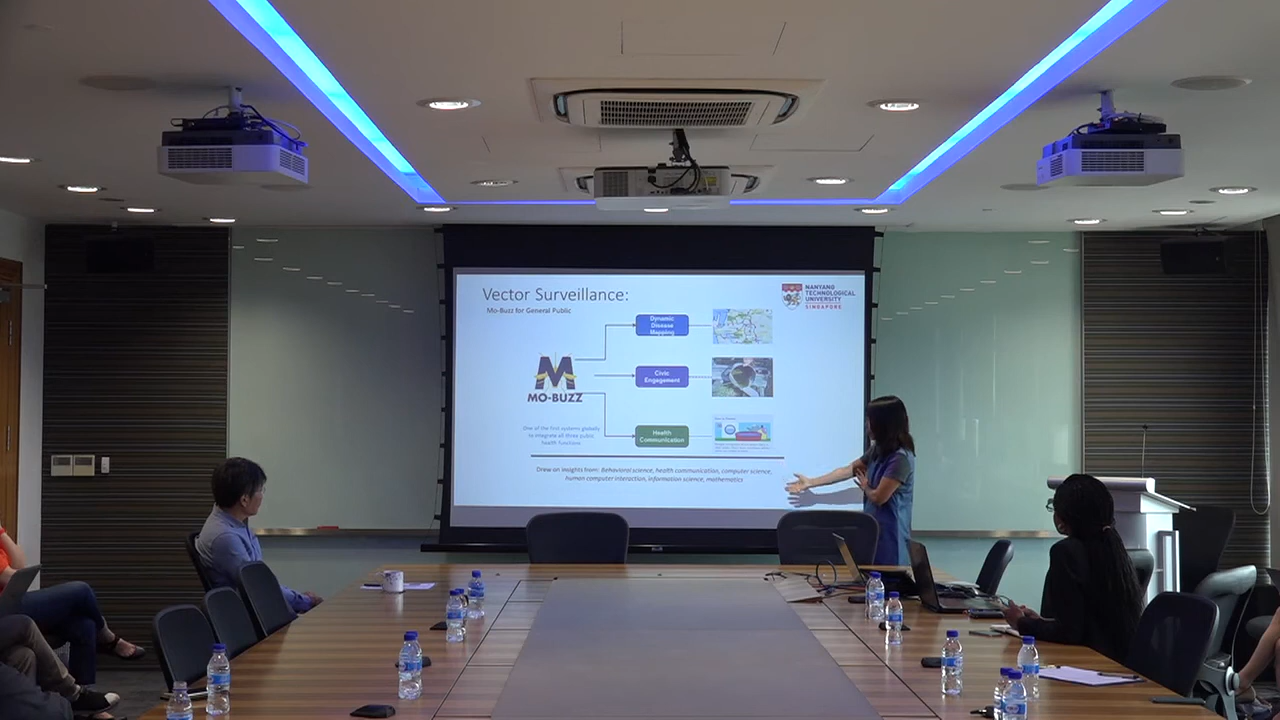 Vector Surveillance:
Mo-Buzz for General Public
NANYANG
TECHNOLOGICAL
UNIVERSITY
SINGAPORE
Dynamic
Disease
Mapping
Civic
Engagement
MO-BUZZ
One of the first systems globally
to integrate all three public
health functions
Health
Communication
Drew on insights from: Behavioral science, health communication, computer science,
human computer interaction, information science, mathematics